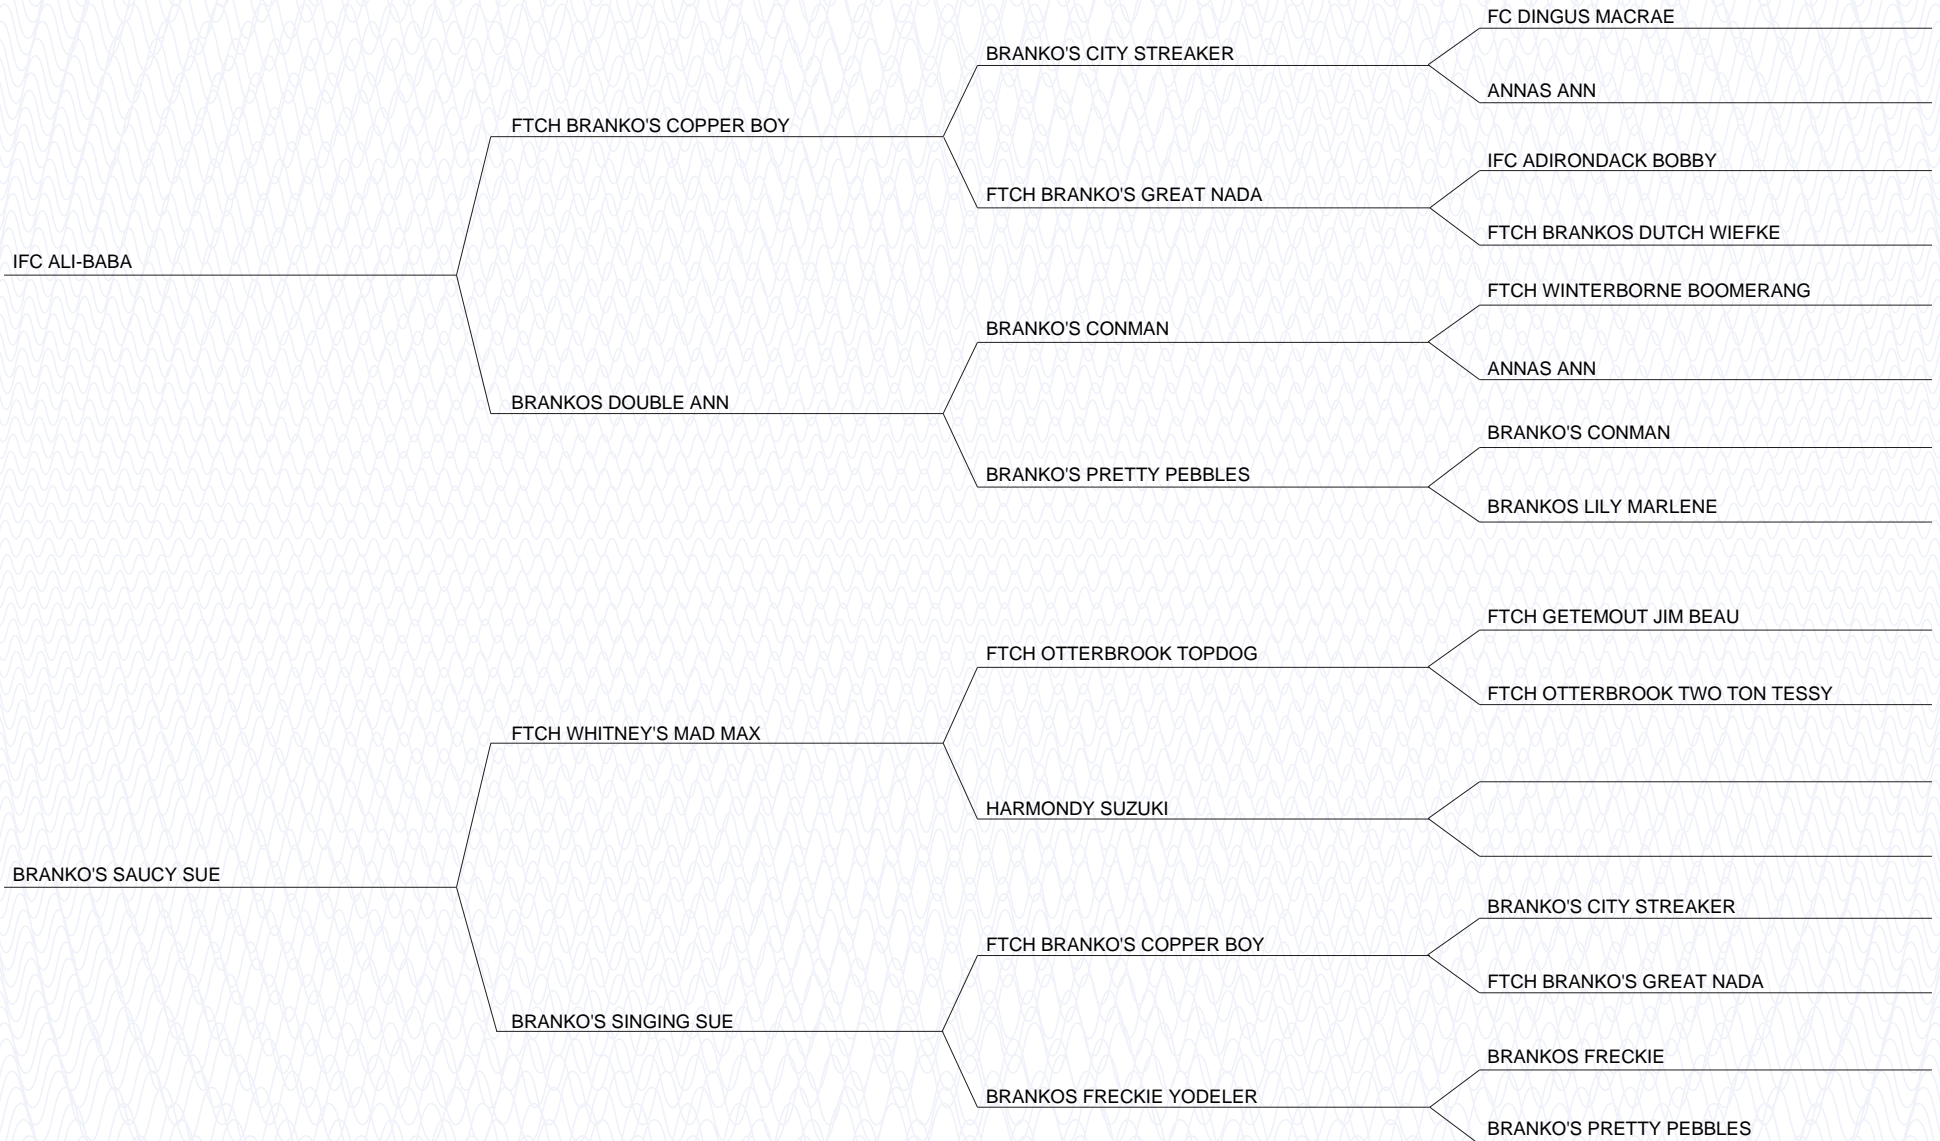 FC DINGUS MACRAE
BRANKO'S CITY STREAKER
ANNAS ANN
FTCH BRANKO'S COPPER BOY
IFC ADIRONDACK BOBBY
FTCH BRANKO'S GREAT NADA
FTCH BRANKOS DUTCH WIEFKE
IFC ALI-BABA
FTCH WINTERBORNE BOOMERANG
BRANKO'S CONMAN
ANNAS ANN
BRANKOS DOUBLE ANN
BRANKO'S CONMAN
BRANKO'S PRETTY PEBBLES
BRANKOS LILY MARLENE
FTCH GETEMOUT JIM BEAU
FTCH OTTERBROOK TOPDOG
FTCH OTTERBROOK TWO TON TESSY
FTCH WHITNEY'S MAD MAX
HARMONDY SUZUKI
BRANKO'S SAUCY SUE
BRANKO'S CITY STREAKER
FTCH BRANKO'S COPPER BOY
FTCH BRANKO'S GREAT NADA
BRANKO'S SINGING SUE
BRANKOS FRECKIE
BRANKOS FRECKIE YODELER
BRANKO'S PRETTY PEBBLES